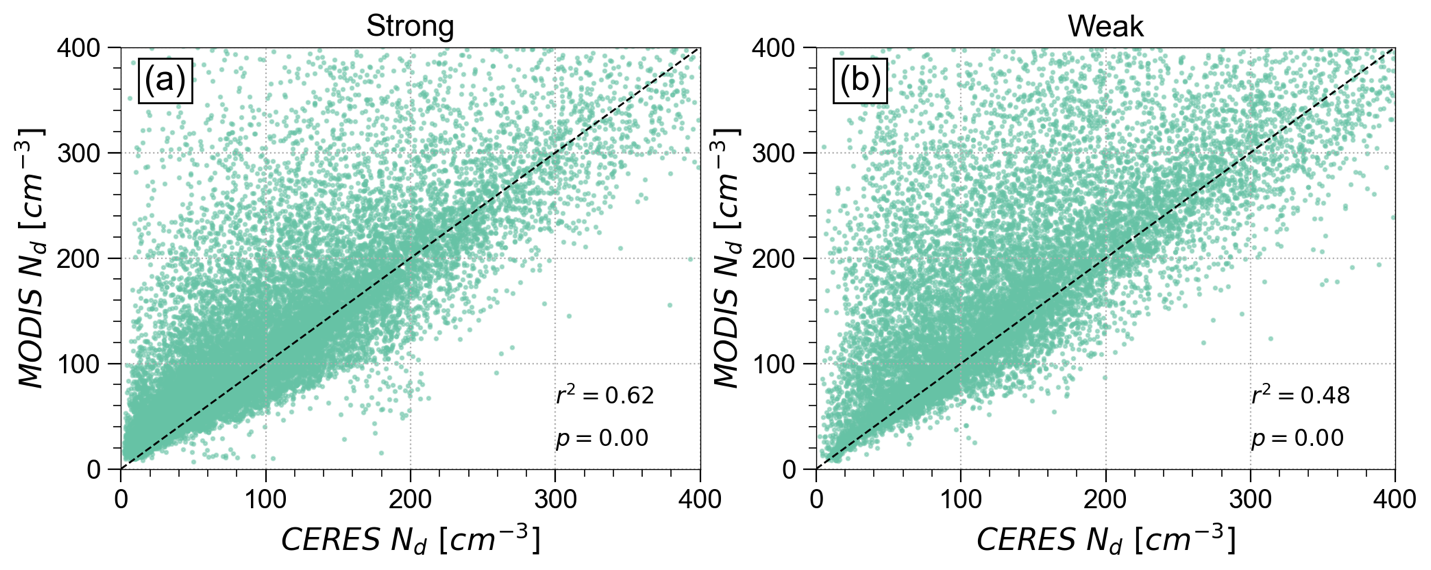 Strong
(a)
400
300
200
100
0
MODIS N_d [cm^{-3}]
r² = 0.62
p = 0.00
0 100 200 300 400
CERES N_d [cm^{-3}]
Weak
(b)
400
300
200
100
0
MODIS N_d [cm^{-3}]
r² = 0.48
p = 0.00
0 100 200 300 400
CERES N_d [cm^{-3}]